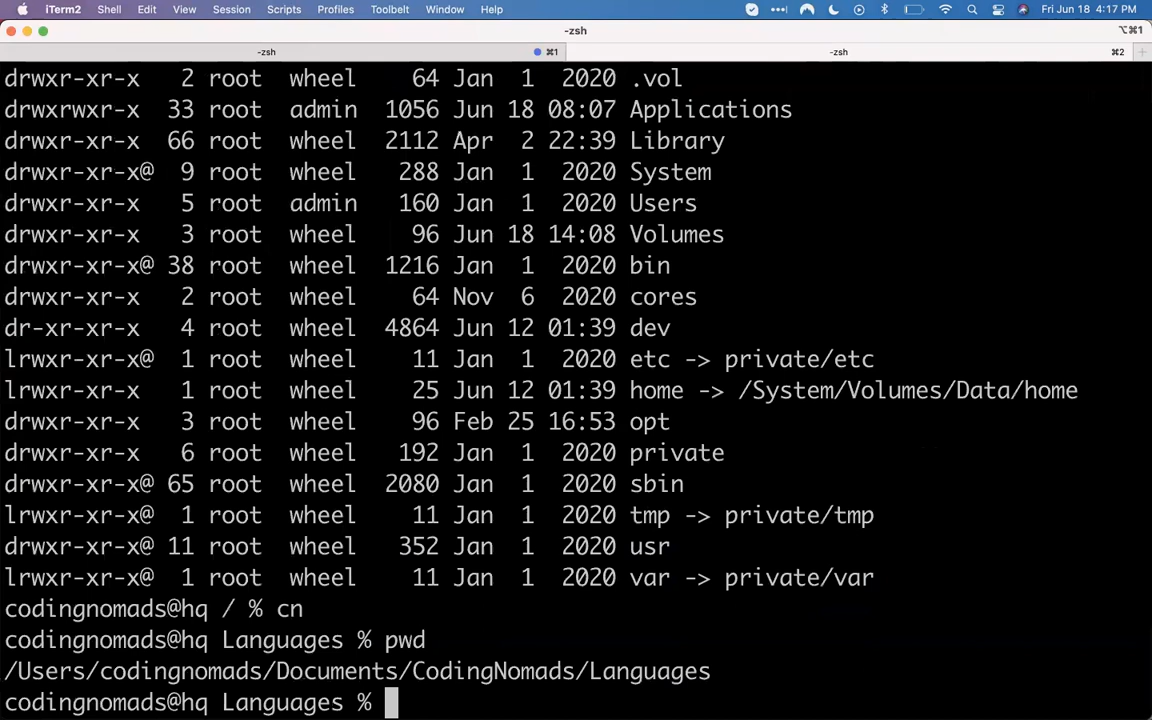 iTerm2 Shell Edit View Session Scripts Profiles Toolbelt Window Help Fri Jun 18 4:17 PM
-zsh ⌥⌘1
-zsh ⌘1 -zsh ⌘2
drwxr-xr-x 2 root wheel 64 Jan 1 2020 .vol
drwxrwxr-x 33 root admin 1056 Jun 18 08:07 Applications
drwxr-xr-x 66 root wheel 2112 Apr 2 22:39 Library
drwxr-xr-x@ 9 root wheel 288 Jan 1 2020 System
drwxr-xr-x 5 root admin 160 Jan 1 2020 Users
drwxr-xr-x 3 root wheel 96 Jun 18 14:08 Volumes
drwxr-xr-x@ 38 root wheel 1216 Jan 1 2020 bin
drwxr-xr-x 2 root wheel 64 Nov 6 2020 cores
dr-xr-xr-x 4 root wheel 4864 Jun 12 01:39 dev
lrwxr-xr-x@ 1 root wheel 11 Jan 1 2020 etc -> private/etc
lrwxr-xr-x 1 root wheel 25 Jun 12 01:39 home -> /System/Volumes/Data/home
drwxr-xr-x 3 root wheel 96 Feb 25 16:53 opt
drwxr-xr-x 6 root wheel 192 Jan 1 2020 private
drwxr-xr-x@ 65 root wheel 2080 Jan 1 2020 sbin
lrwxr-xr-x@ 1 root wheel 11 Jan 1 2020 tmp -> private/tmp
drwxr-xr-x@ 11 root wheel 352 Jan 1 2020 usr
lrwxr-xr-x@ 1 root wheel 11 Jan 1 2020 var -> private/var
codingnomads@hq / % cn
codingnomads@hq Languages % pwd
/Users/codingnomads/Documents/CodingNomads/Languages
codingnomads@hq Languages %